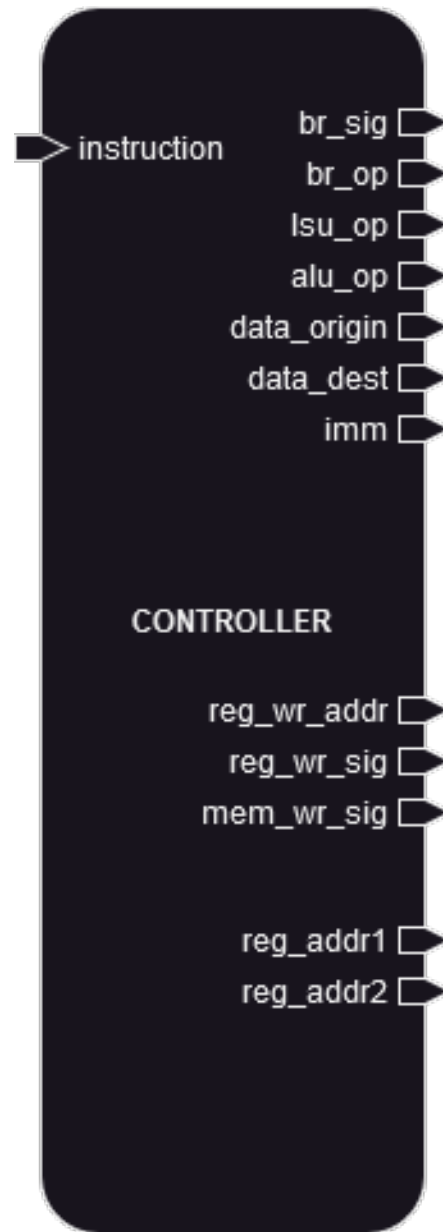 br_sig
instruction
br_op
lsu_op
alu_op
data_origin
data_dest
imm
CONTROLLER
reg_wr_addr
reg_wr_sig
mem_wr_sig
reg_addr1
reg_addr2